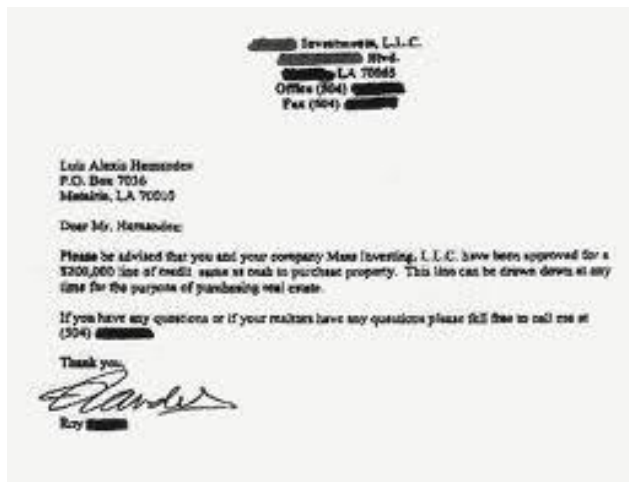 Investments, L.L.C.
Blvd.
LA 70065
Office (504)
Fax (504)
Luis Alexis Hernandez
P.O. Box 7036
Metairie, LA 70010
Dear Mr. Hernandez:
Please be advised that you and your company Mass Investing, L.L.C. have been approved for a
$200,000 line of credit same as cash to purchase property. This line can be drawn down at any
time for the purpose of purchasing real estate.
If you have any questions or if your realtors have any questions please fell free to call me at
(504)
Thank you,
Roy